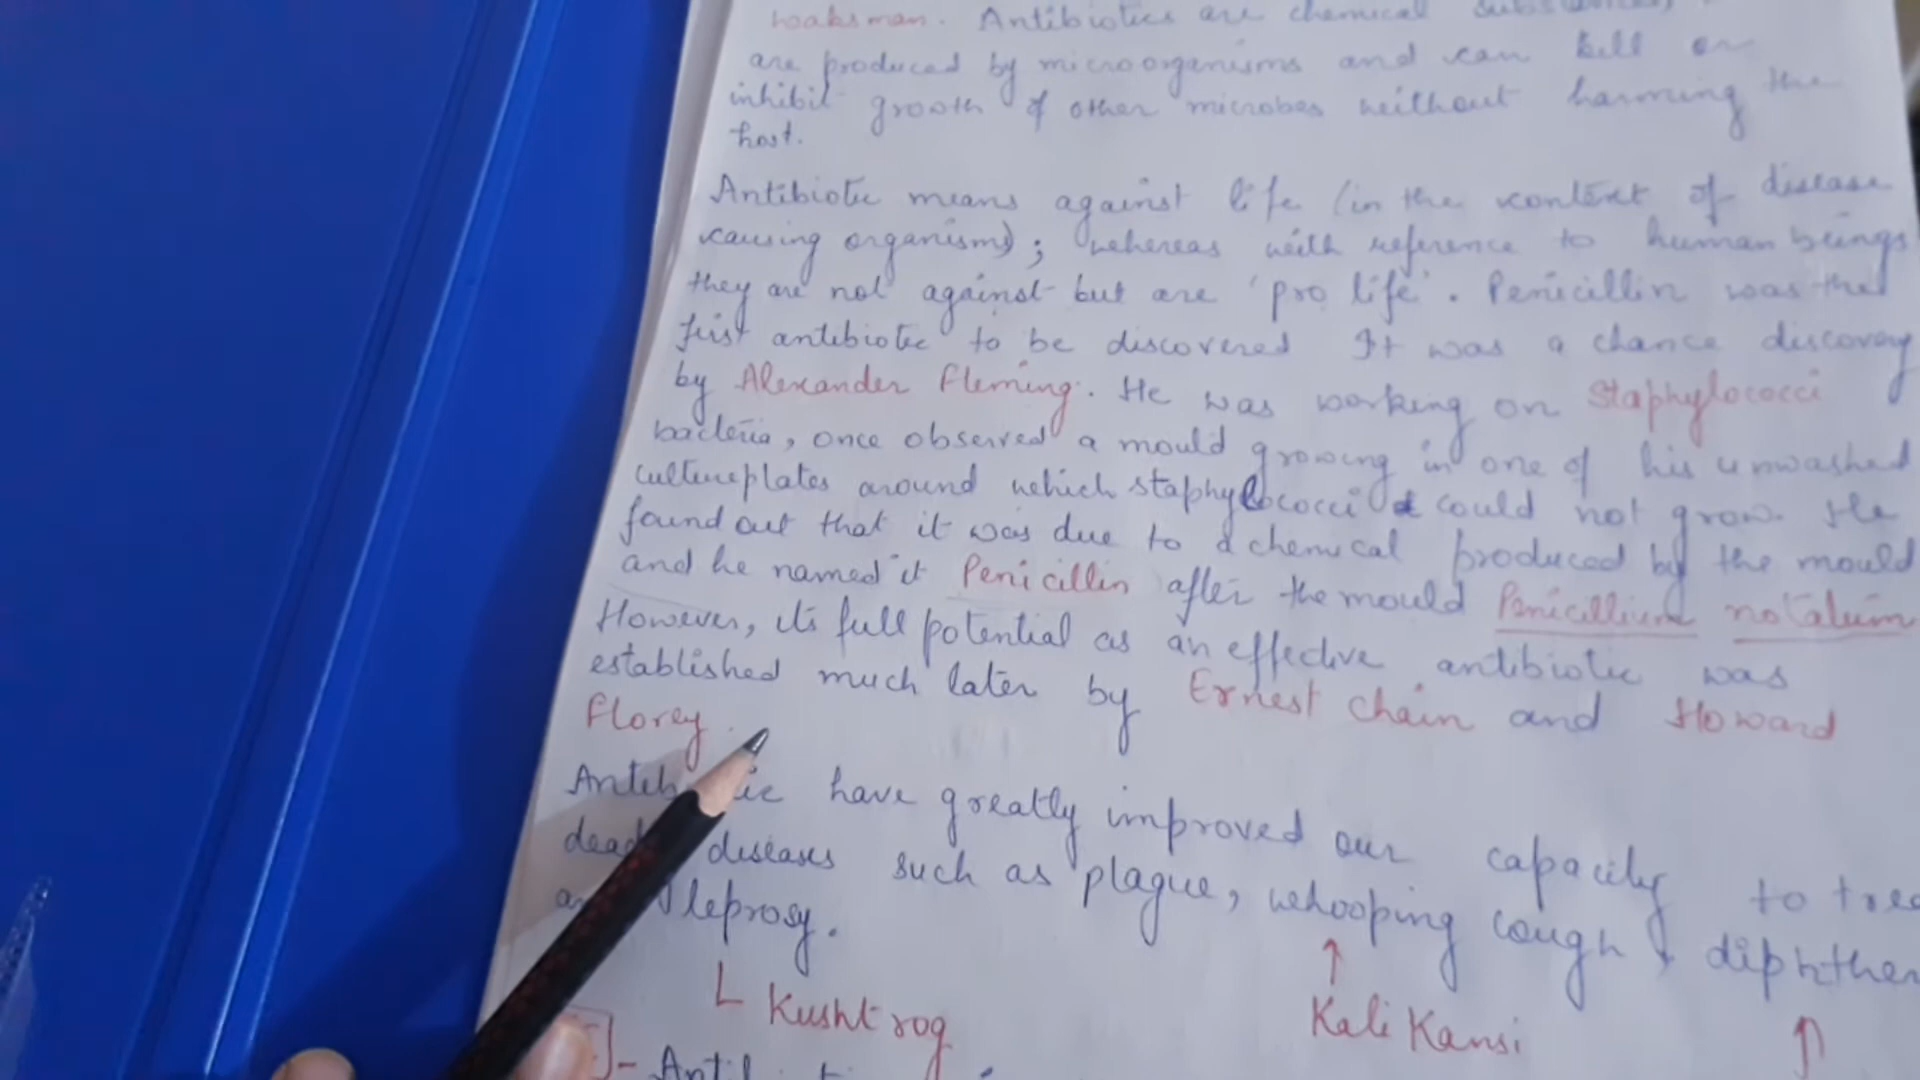 Waksman. Antibiotics are chemical substances,
are produced by microorganisms and can kill or
inhibit growth of other microbes without harming the
host.
Antibiotic means against life (in the context of disease
causing organism); whereas with reference to human beings
they are not against but are 'pro life'. Penicillin was the
first antibiotic to be discovered It was a chance discovery
by Alexander Fleming. He was working on Staphylococci
bacteria, once observed a mould growing in one of his unwashed
culture plates around which staphylococci could not grow. He
found out that it was due to a chemical produced by the mould
and he named it Penicillin after the mould Penicillium notatum
However, its full potential as an effective antibiotic was
established much later by Ernest Chain and Howard
Florey.
have greatly improved our capacity to
diseases such as plague, whooping cough,
leprosy.
Kusht rog
Kali Kansi